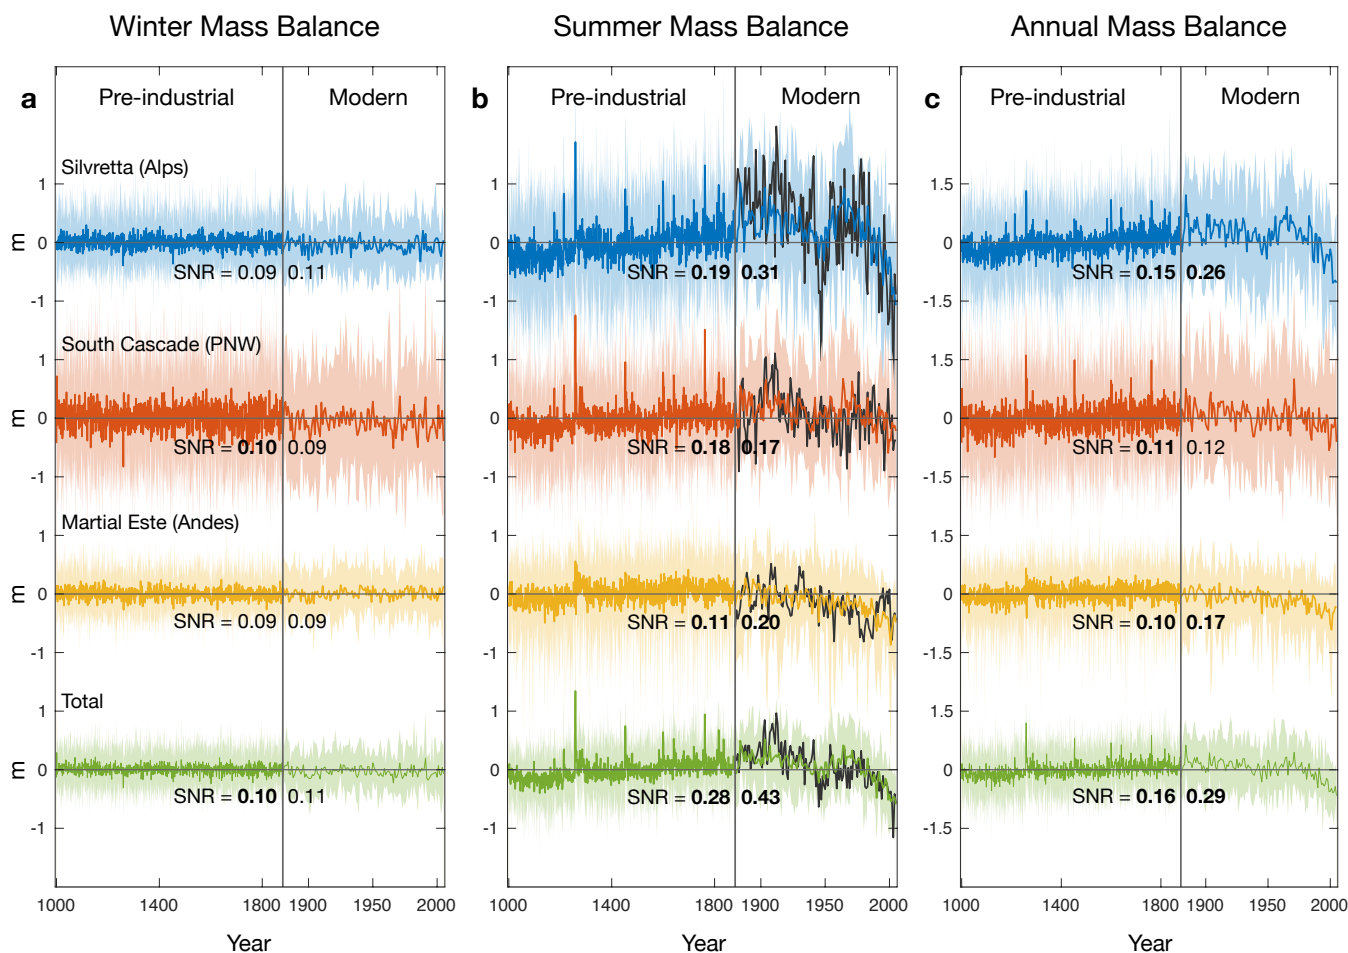 Winter Mass Balance
Summer Mass Balance
Annual Mass Balance
a
Pre-industrial
Modern
Silvretta (Alps)
1
0
-1
m
SNR = 0.09 0.11
South Cascade (PNW)
1
0
-1
SNR = 0.10 0.09
Martial Este (Andes)
1
0
-1
m
SNR = 0.09 0.09
Total
1
0
-1
m
SNR = 0.10 0.11
1000 1400 1800 1900 1950 2000
Year
b
Pre-industrial
Modern
1
0
-1
SNR = 0.19 0.31
1
0
-1
SNR = 0.18 0.17
1
0
-1
SNR = 0.11 0.20
1
0
-1
SNR = 0.28 0.43
1000 1400 1800 1900 1950 2000
Year
c
Pre-industrial
Modern
1.5
0
-1.5
SNR = 0.15 0.26
1.5
0
-1.5
SNR = 0.11 0.12
1.5
0
-1.5
SNR = 0.10 0.17
1.5
0
-1.5
SNR = 0.16 0.29
1000 1400 1800 1900 1950 2000
Year